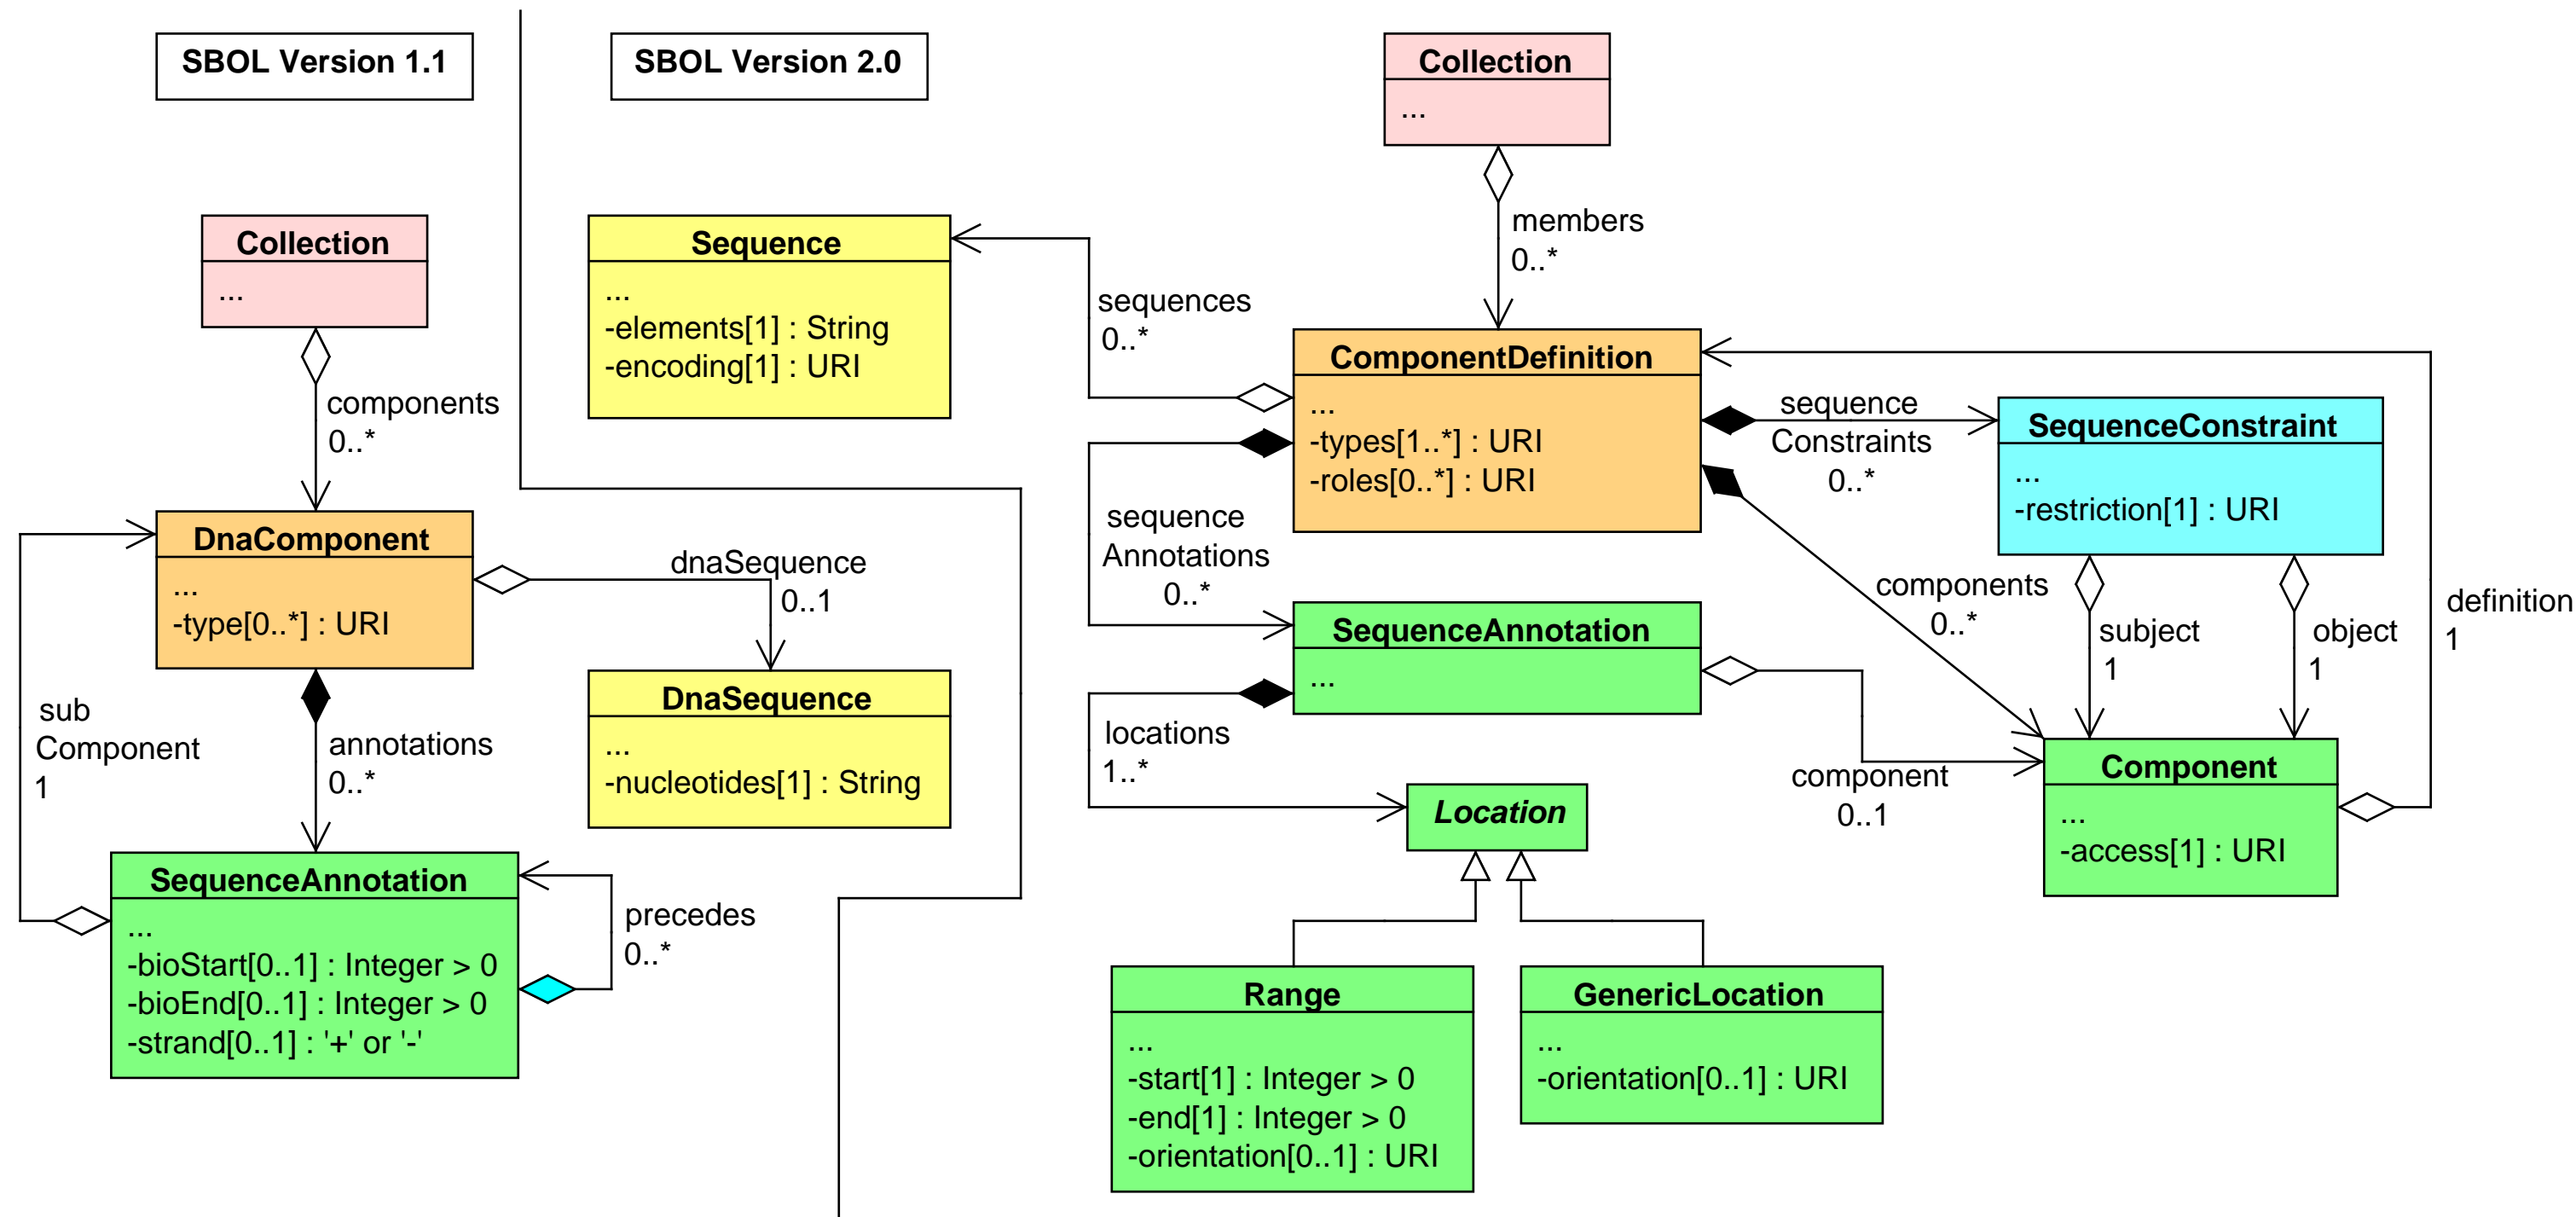 SBOL Version 1.1
Collection
...
components
0..*
DnaComponent
...
-type[0..*] : URI
dnaSequence
0..1
DnaSequence
...
-nucleotides[1] : String
sub
Component
1
annotations
0..*
SequenceAnnotation
...
-bioStart[0..1] : Integer > 0
-bioEnd[0..1] : Integer > 0
-strand[0..1] : '+' or '-'
precedes
0..*
SBOL Version 2.0
Collection
...
members
0..*
Sequence
...
-elements[1] : String
-encoding[1] : URI
sequences
0..*
ComponentDefinition
...
-types[1..*] : URI
-roles[0..*] : URI
sequence
Constraints
0..*
SequenceConstraint
...
-restriction[1] : URI
sequence
Annotations
0..*
SequenceAnnotation
...
components
0..*
subject
1
object
1
definition
1
locations
1..*
component
0..1
Component
...
-access[1] : URI
Location
Range
...
-start[1] : Integer > 0
-end[1] : Integer > 0
-orientation[0..1] : URI
GenericLocation
...
-orientation[0..1] : URI